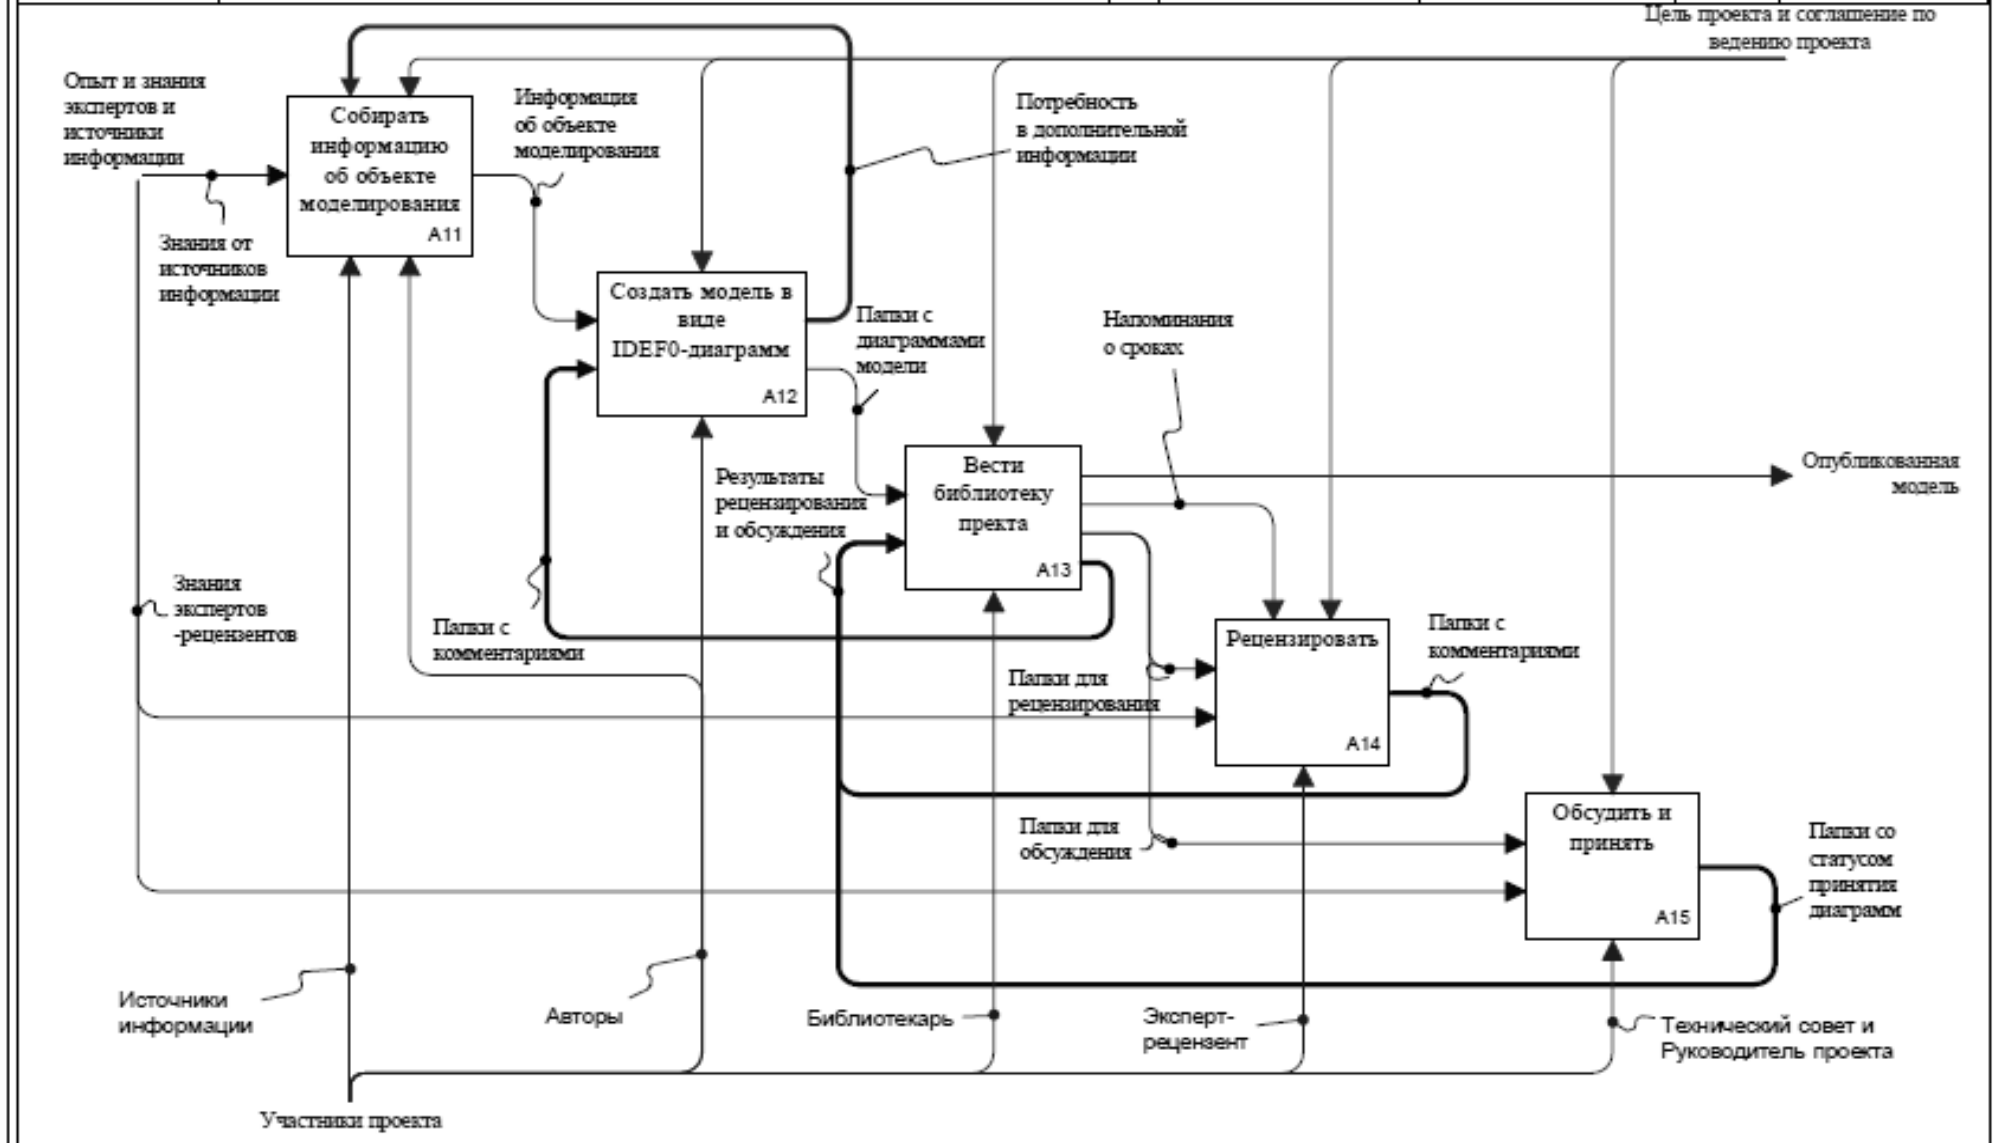 Цель проекта и соглашение по
ведению проекта
Опыт и знания
экспертов и
источники
информации
Собирать
информацию
об объекте
моделирования
A11
Информация
об объекте
моделирования
Потребность
в дополнительной
информации
Знания от
источников
информации
Создать модель в
виде
IDEF0-диаграмм
A12
Папки с
диаграммами
модели
Напоминания
о сроках
Вести
библиотеку
пректа
A13
Опубликованная
модель
Результаты
рецензирования
и обсуждения
Знания
экспертов
-рецензентов
Папки с
комментариями
Рецензировать
A14
Папки с
комментариями
Папки для
рецензирования
Обсудить и
принять
A15
Папки для
обсуждения
Папки со
статусом
принятия
диаграмм
Источники
информации
Авторы
Библиотекарь
Эксперт-
рецензент
Технический совет и
Руководитель проекта
Участники проекта